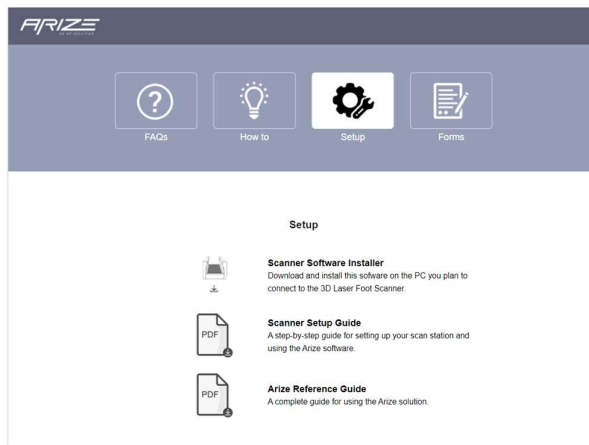 ARIZE
AN HP SOLUTION
FAQs
How to
Setup
Forms
Setup
Scanner Software Installer
Download and install this sofware on the PC you plan to
connect to the 3D Laser Foot Scanner.
PDF
Scanner Setup Guide
A step-by-step guide for setting up your scan station and
using the Arize software.
PDF
Arize Reference Guide
A complete guide for using the Arize solution.